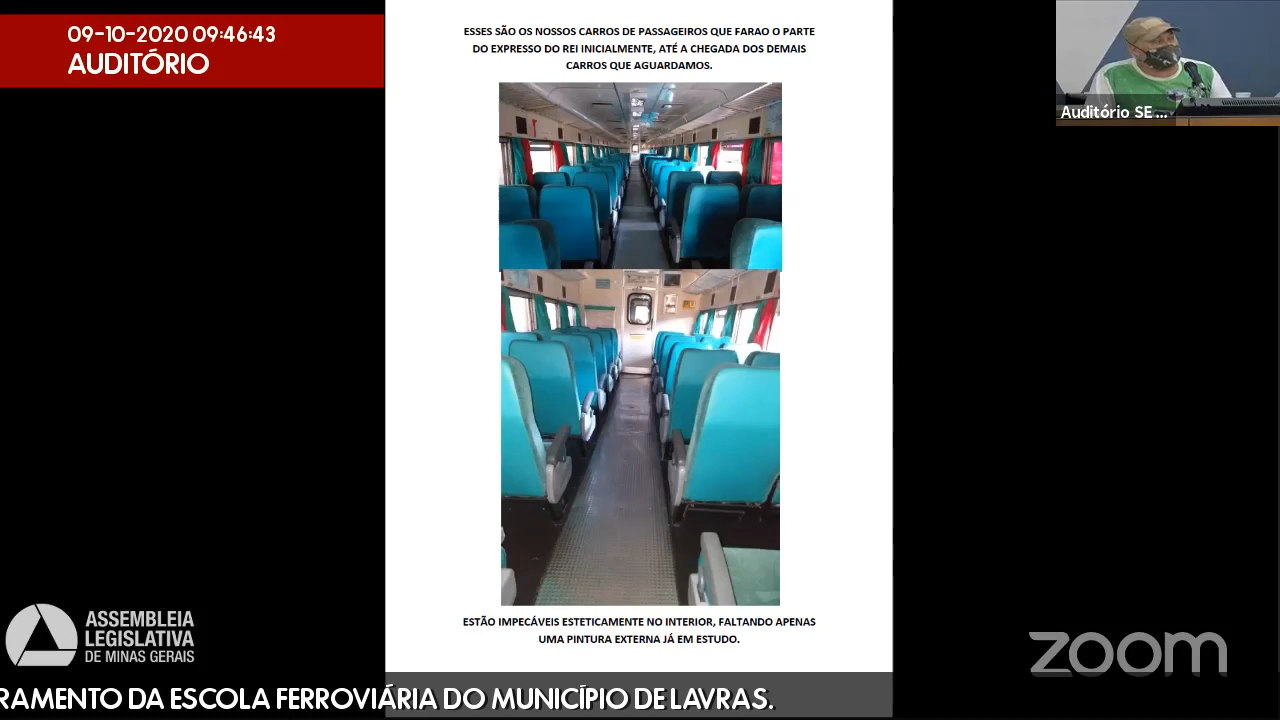 09-10-2020 09:46:43
AUDITÓRIO
ESSES SÃO OS NOSSOS CARROS DE PASSAGEIROS QUE FARAO O PARTE
DO EXPRESSO DO REI INICIALMENTE, ATÉ A CHEGADA DOS DEMAIS
CARROS QUE AGUARDAMOS.
Auditório SE...
ESTÃO IMPECÁVEIS ESTETICAMENTE NO INTERIOR, FALTANDO APENAS
UMA PINTURA EXTERNA JÁ EM ESTUDO.
ASSEMBLEIA
LEGISLATIVA
DE MINAS GERAIS
zoom
RAMENTO DA ESCOLA FERROVIÁRIA DO MUNICÍPIO DE LAVRAS.